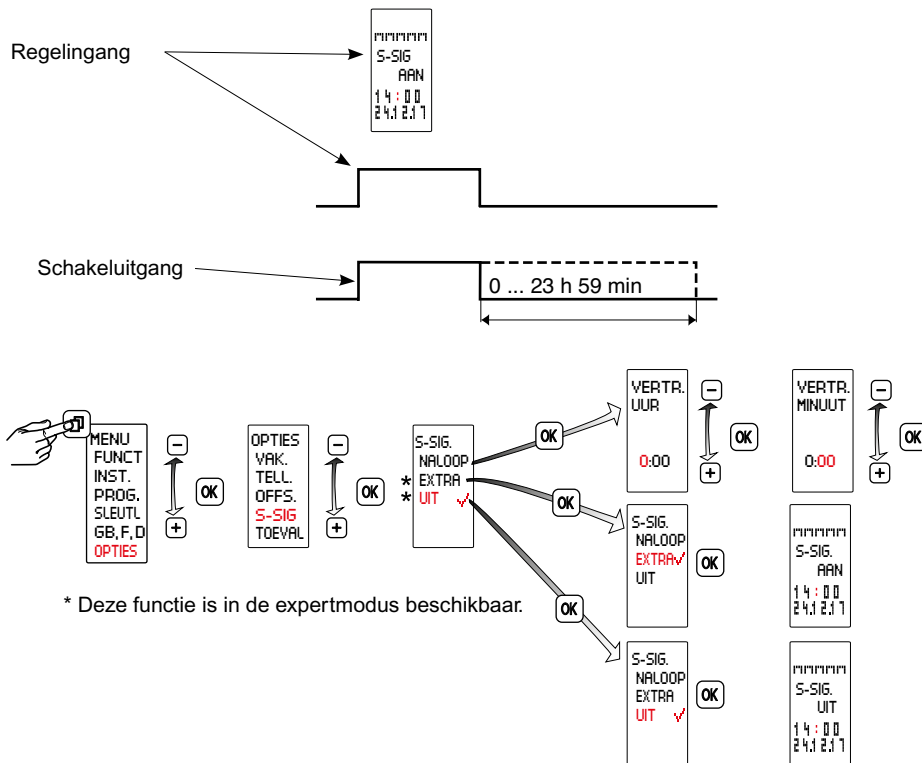 Regelingang
S-SIG
AAN
14:00
24.12.17
Schakeluitgang
0 ... 23 h 59 min
MENU
FUNCT
INST.
PROG.
SLEUTL
GB,F,D
OPTIES
OK
OPTIES
VAK.
TELL.
OFFS.
S-SIG
TOEVAL
OK
S-SIG.
NALOOP
* EXTRA
* UIT
OK
VERTR.
UUR
0:00
OK
VERTR.
MINUUT
0:00
OK
OK
S-SIG.
NALOOP
EXTRA
UIT
OK
S-SIG.
AAN
14:00
24.12.17
* Deze functie is in de expertmodus beschikbaar.
OK
S-SIG.
NALOOP
EXTRA
UIT
OK
S-SIG.
UIT
14:00
24.12.17